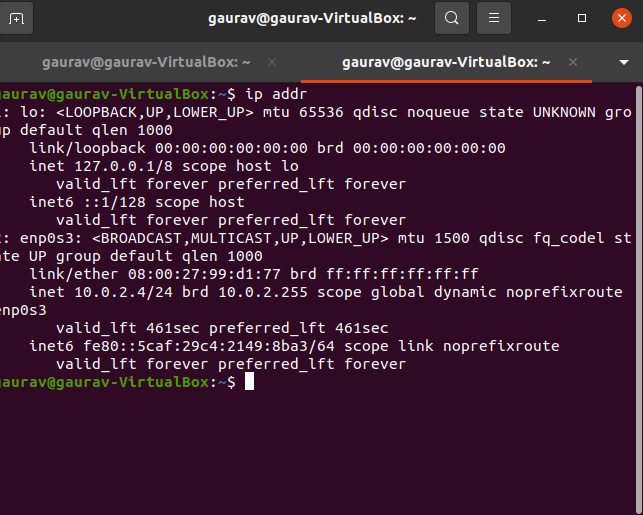 gaurav@gaurav-VirtualBox: ~
gaurav@gaurav-VirtualBox: ~ × gaurav@gaurav-VirtualBox: ~ ×
gaurav@gaurav-VirtualBox:~$ ip addr
1: lo: <LOOPBACK,UP,LOWER_UP> mtu 65536 qdisc noqueue state UNKNOWN gro
up default qlen 1000
link/loopback 00:00:00:00:00:00 brd 00:00:00:00:00:00
inet 127.0.0.1/8 scope host lo
valid_lft forever preferred_lft forever
inet6 ::1/128 scope host
valid_lft forever preferred_lft forever
2: enp0s3: <BROADCAST,MULTICAST,UP,LOWER_UP> mtu 1500 qdisc fq_codel st
ate UP group default qlen 1000
link/ether 08:00:27:99:d1:77 brd ff:ff:ff:ff:ff:ff
inet 10.0.2.4/24 brd 10.0.2.255 scope global dynamic noprefixroute
enp0s3
valid_lft 461sec preferred_lft 461sec
inet6 fe80::5caf:29c4:2149:8ba3/64 scope link noprefixroute
valid_lft forever preferred_lft forever
gaurav@gaurav-VirtualBox:~$